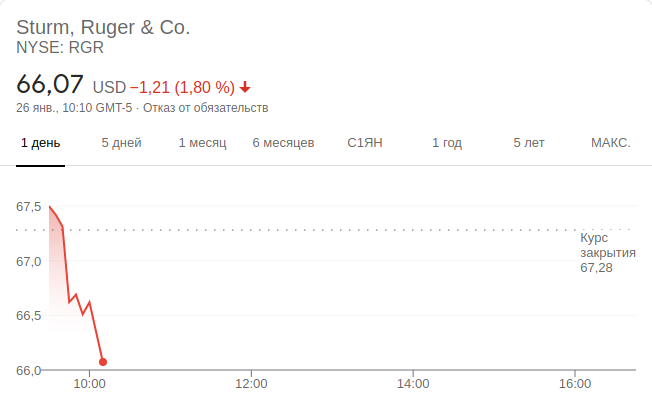 Sturm, Ruger & Co.
NYSE: RGR
66,07 USD −1,21 (1,80 %)
26 янв., 10:10 GMT-5 · Отказ от обязательств
1 день 5 дней 1 месяц 6 месяцев С1ЯН 1 год 5 лет МАКС.
67,5
Курс
закрытия
67,28
67,0
66,5
66,0
10:00 12:00 14:00 16:00